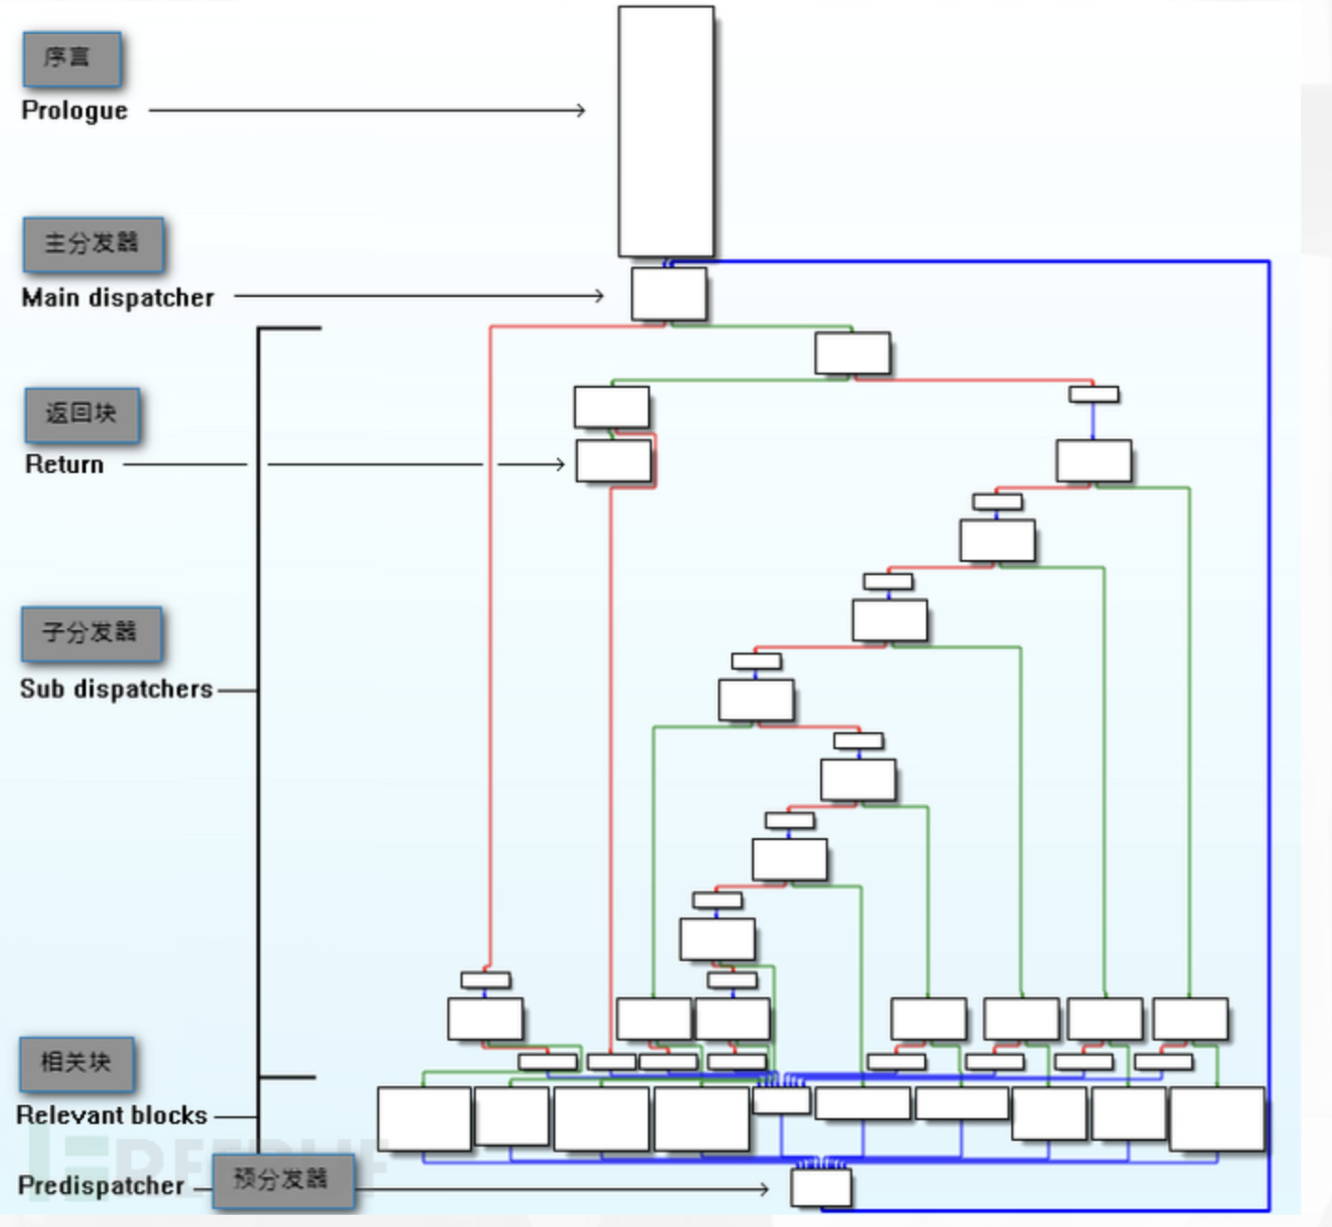 序言
Prologue
主分发器
Main dispatcher
返回块
Return
子分发器
Sub dispatchers
相关块
Relevant blocks
REEBUF
预分发器
Predispatcher